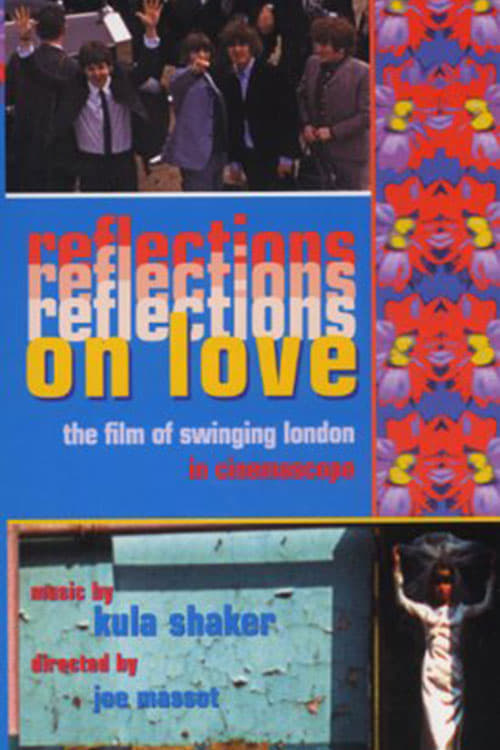 reflections
reflections
reflections
on love
the film of swinging london
in cinemascope
music by
kula shaker
directed by
joe massot